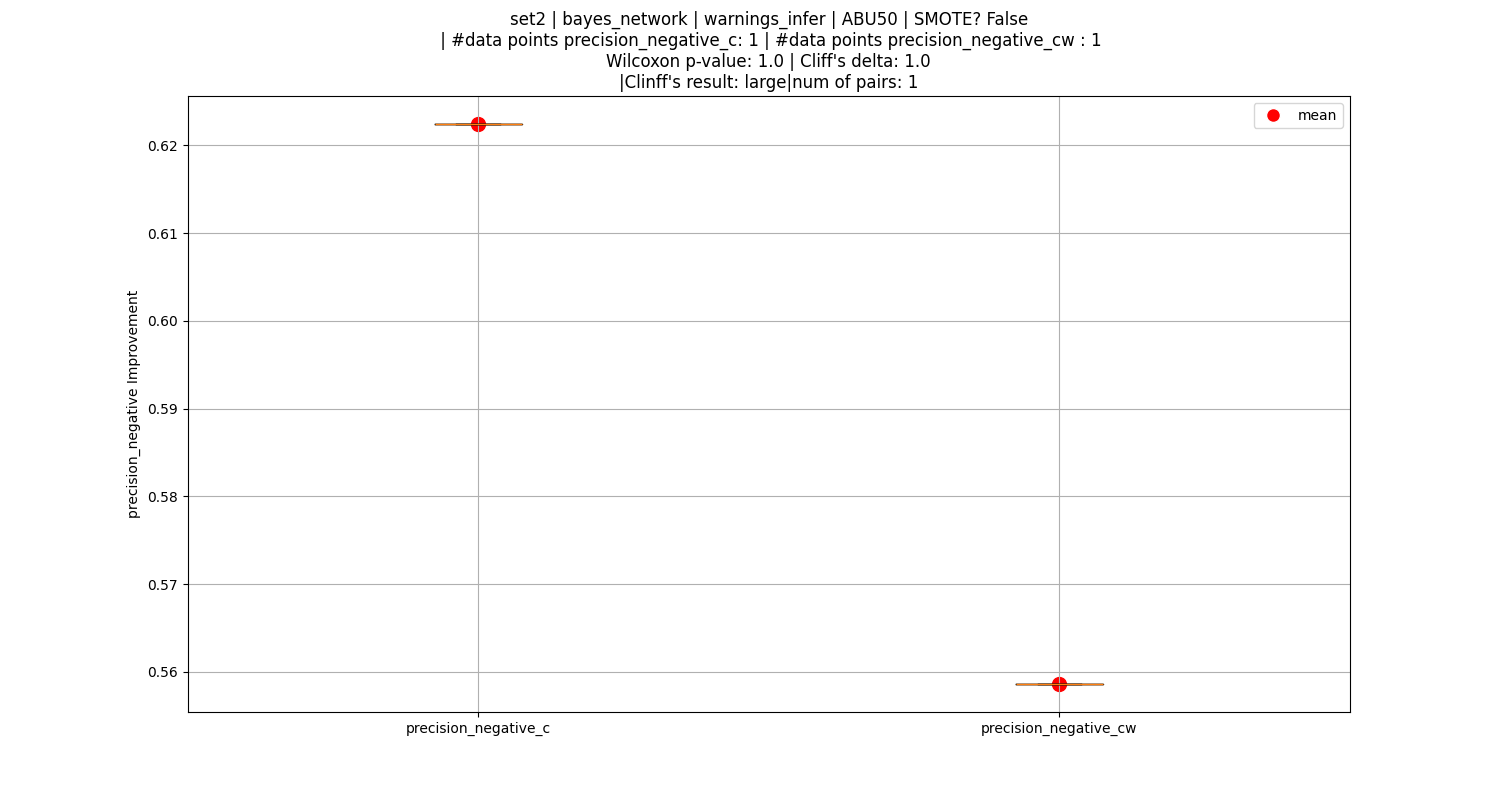 set2 | bayes_network | warnings_infer | ABU50 | SMOTE? False
| #data points precision_negative_c: 1 | #data points precision_negative_cw : 1
Wilcoxon p-value: 1.0 | Cliff's delta: 1.0
|Clinff's result: large|num of pairs: 1
mean
precision_negative Improvement
0.62
0.61
0.60
0.59
0.58
0.57
0.56
precision_negative_c
precision_negative_cw